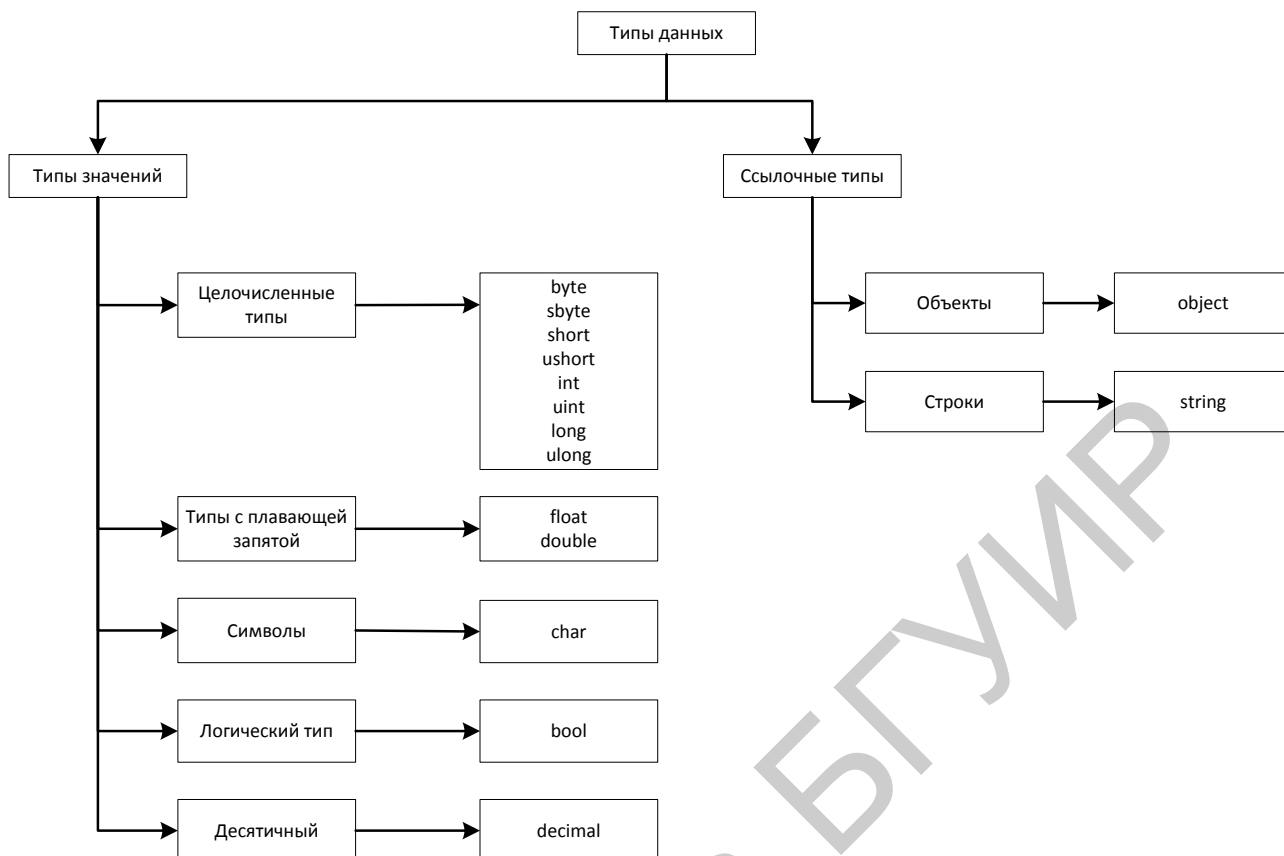 Типы данных
Типы значений
Ссылочные типы
Целочисленные
типы
byte
sbyte
short
ushort
int
uint
long
ulong
Объекты
object
Строки
string
Типы с плавающей
запятой
float
double
Символы
char
Логический тип
bool
Десятичный
decimal
БГУИР